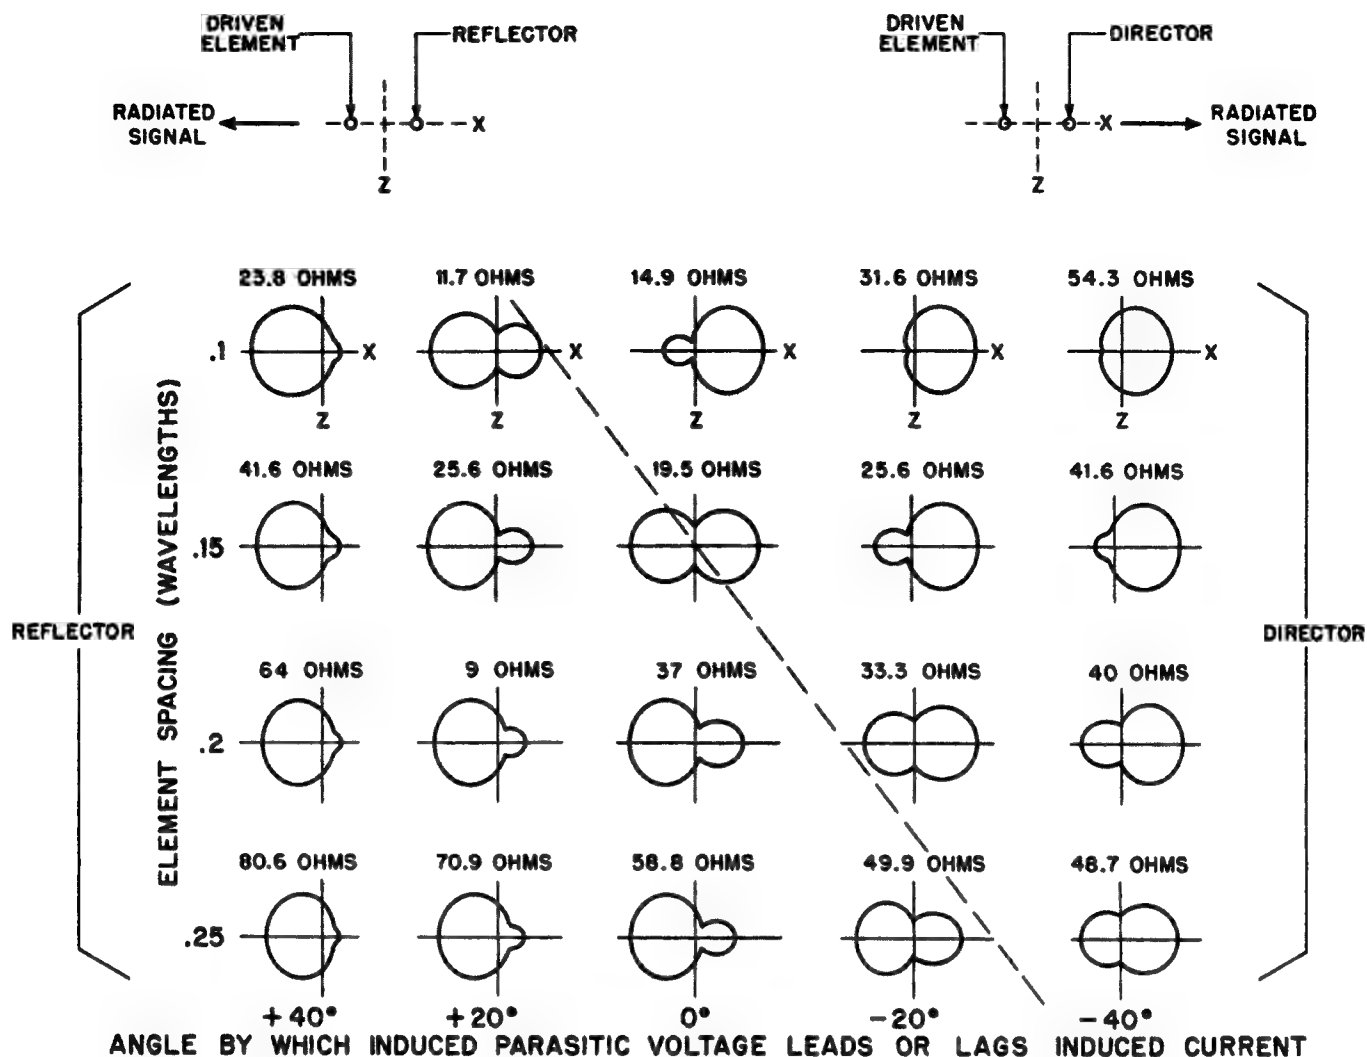 DRIVEN
ELEMENT
REFLECTOR
RADIATED
SIGNAL
X
Z
DRIVEN
ELEMENT
DIRECTOR
RADIATED
SIGNAL
X
Z
23.8 OHMS
11.7 OHMS
14.9 OHMS
31.6 OHMS
54.3 OHMS
.1
X
X
X
X
X
Z
Z
Z
Z
Z
41.6 OHMS
25.6 OHMS
19.5 OHMS
25.6 OHMS
41.6 OHMS
.15
REFLECTOR
ELEMENT SPACING (WAVELENGTHS)
DIRECTOR
64 OHMS
9 OHMS
37 OHMS
33.3 OHMS
40 OHMS
.2
80.6 OHMS
70.9 OHMS
58.8 OHMS
49.9 OHMS
48.7 OHMS
.25
+40°
+20°
0°
-20°
-40°
ANGLE BY WHICH INDUCED PARASITIC VOLTAGE LEADS OR LAGS INDUCED CURRENT